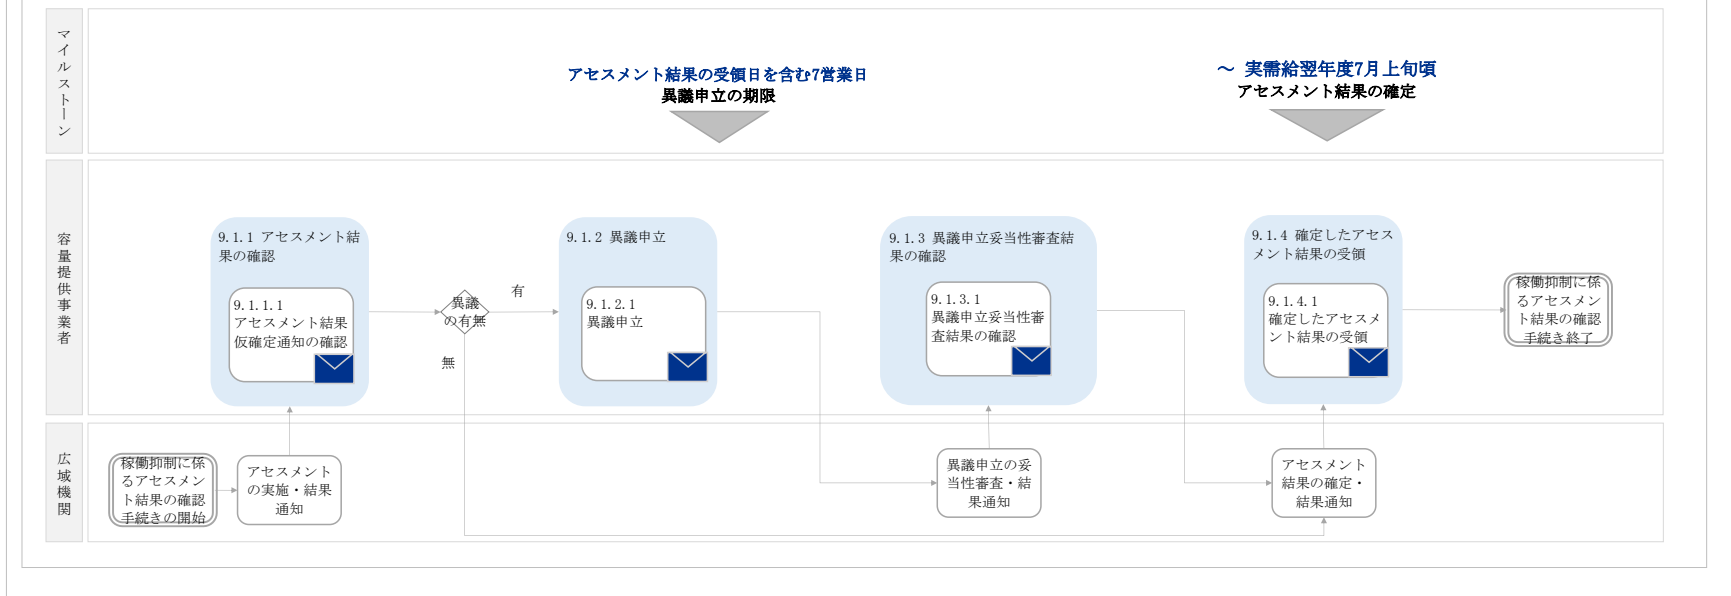 マイルストーン
アセスメント結果の受領日を含む7営業日
異議申立の期限
～ 実需給翌年度7月上旬頃
アセスメント結果の確定
容量提供事業者
9.1.1 アセスメント結
果の確認
9.1.1.1
アセスメント結果
仮確定通知の確認
異議
の有無
有
無
9.1.2 異議申立
9.1.2.1
異議申立
9.1.3 異議申立妥当性審査結
果の確認
9.1.3.1
異議申立妥当性審
査結果の確認
9.1.4 確定したアセス
メント結果の受領
9.1.4.1
確定したアセスメ
ント結果の受領
稼働抑制に係
るアセスメン
ト結果の確認
手続き終了
広域機関
稼働抑制に係
るアセスメン
ト結果の確認
手続きの開始
アセスメント
の実施・結果
通知
異議申立の妥
当性審査・結
果通知
アセスメント
結果の確定・
結果通知